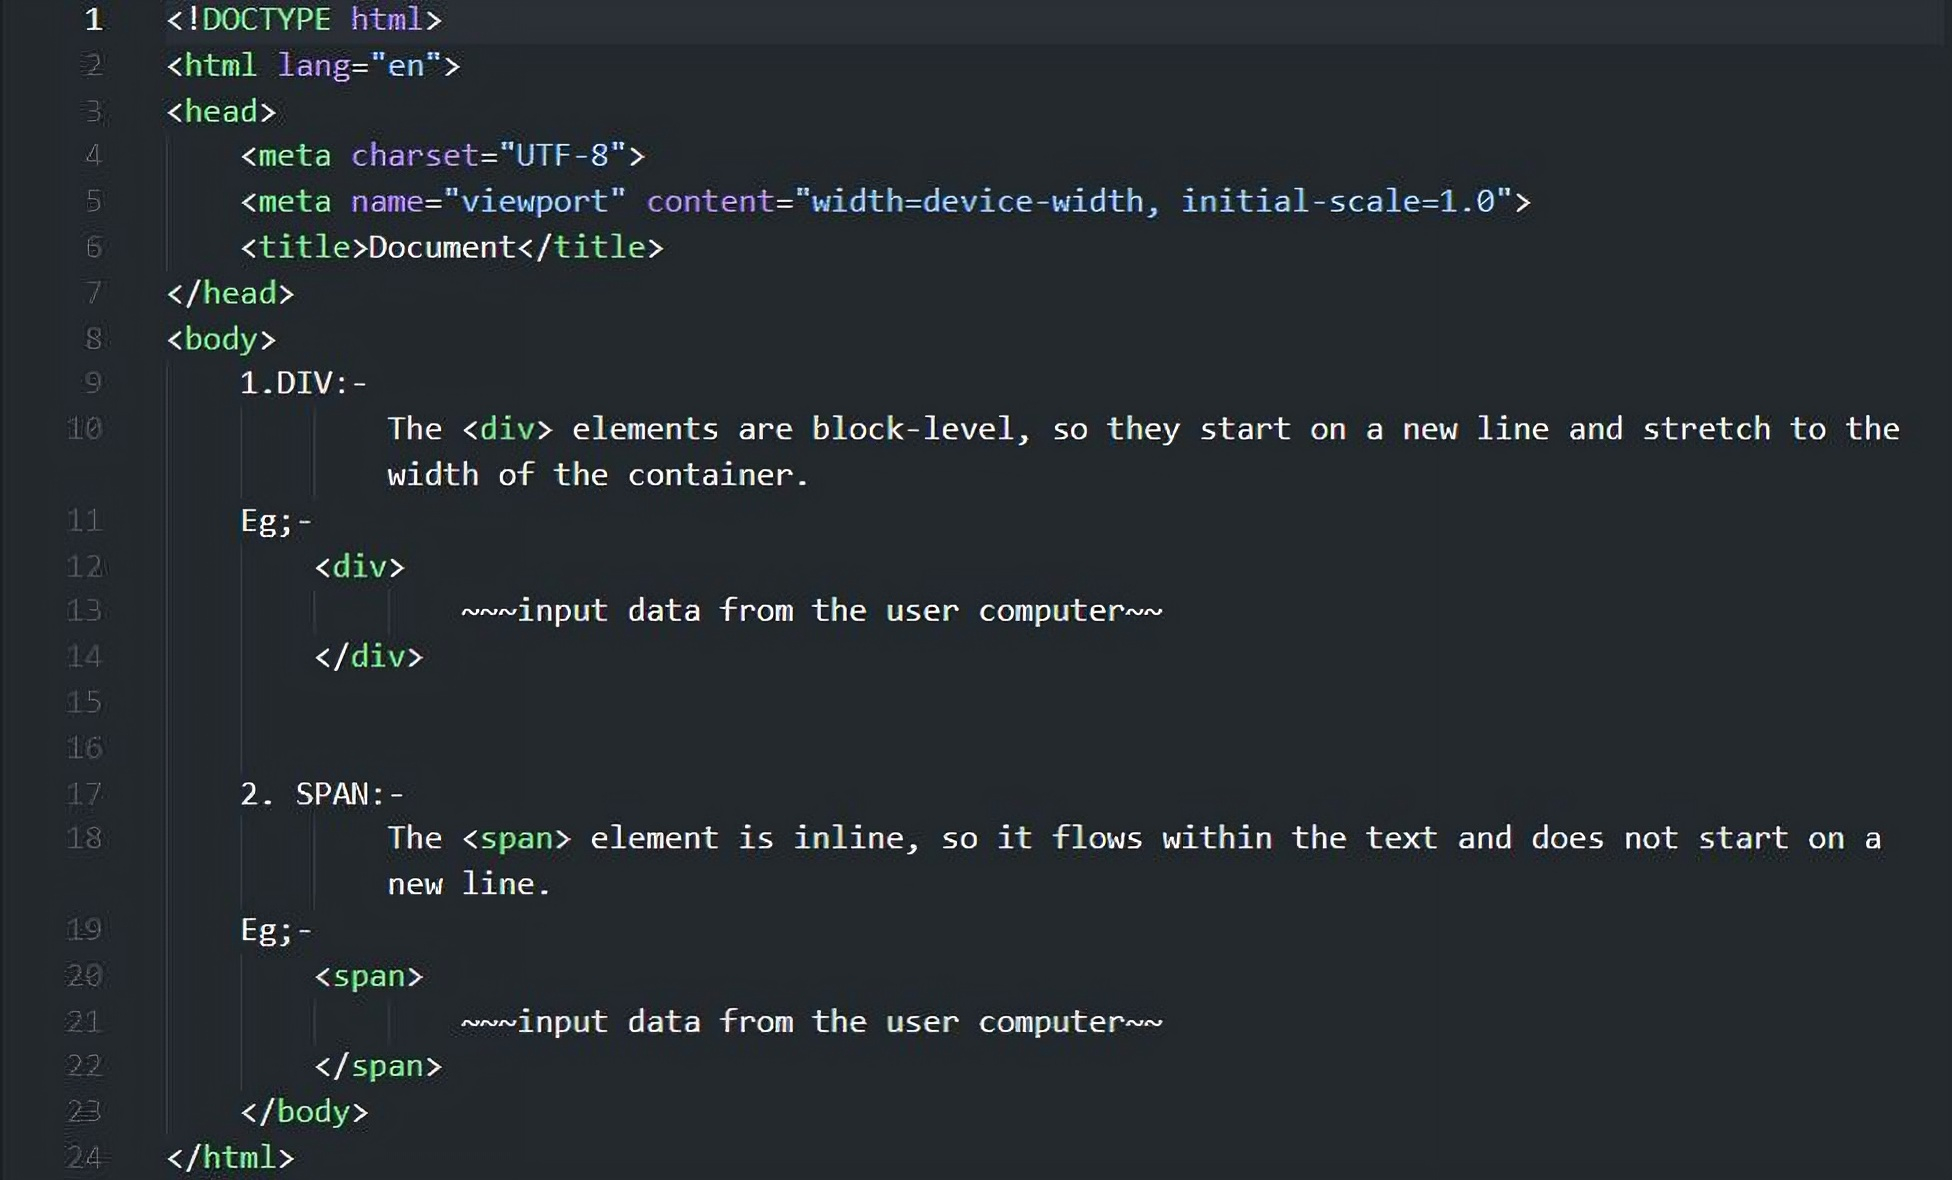 1 <!DOCTYPE html>
2 <html lang="en">
3 <head>
4     <meta charset="UTF-8">
5     <meta name="viewport" content="width=device-width, initial-scale=1.0">
6     <title>Document</title>
7 </head>
8 <body>
9     1.DIV:-
10             The <div> elements are block-level, so they start on a new line and stretch to the
width of the container.
11     Eg;-
12         <div>
13                 ~~~input data from the user computer~~
14         </div>
15
16
17     2. SPAN:-
18             The <span> element is inline, so it flows within the text and does not start on a
new line.
19     Eg;-
20         <span>
21                 ~~~input data from the user computer~~
22         </span>
23     </body>
24 </html>